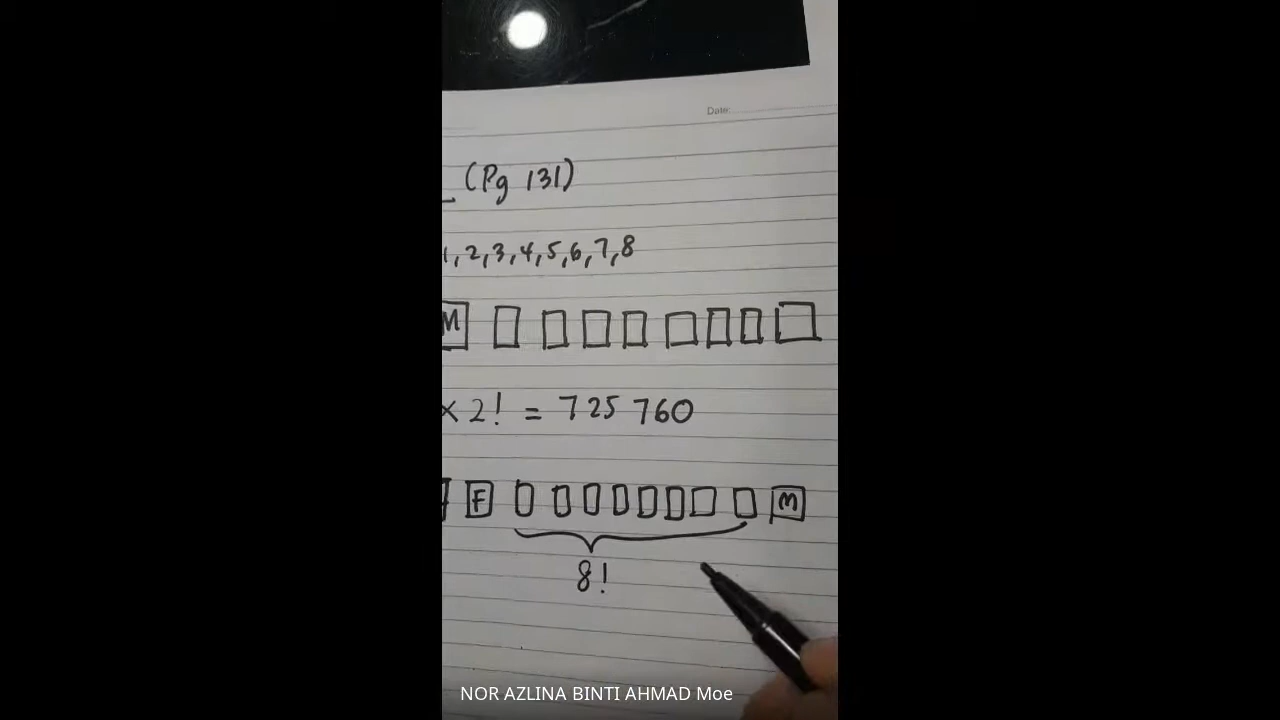 Date:
(Pg 131)
1,2,3,4,5,6,7,8
M
× 2! = 725 760
F M
8!
NOR AZLINA BINTI AHMAD Moe